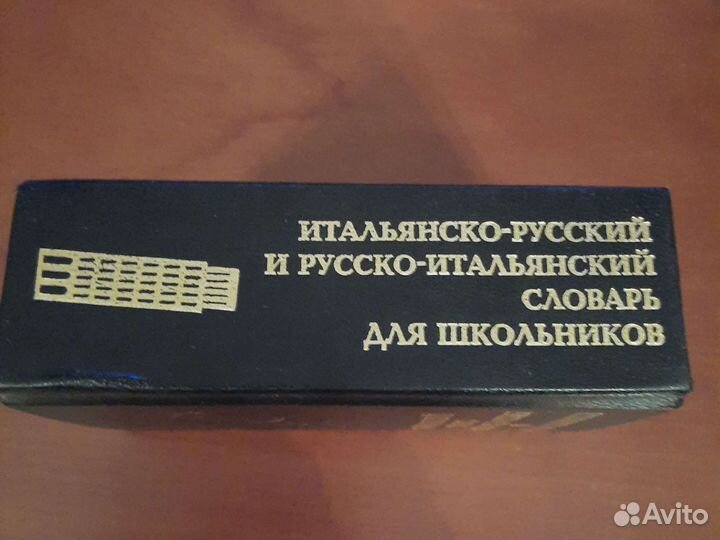 ИТАЛЬЯНСКО-РУССКИЙ
И РУССКО-ИТАЛЬЯНСКИЙ
СЛОВАРЬ
ДЛЯ ШКОЛЬНИКОВ
Avito